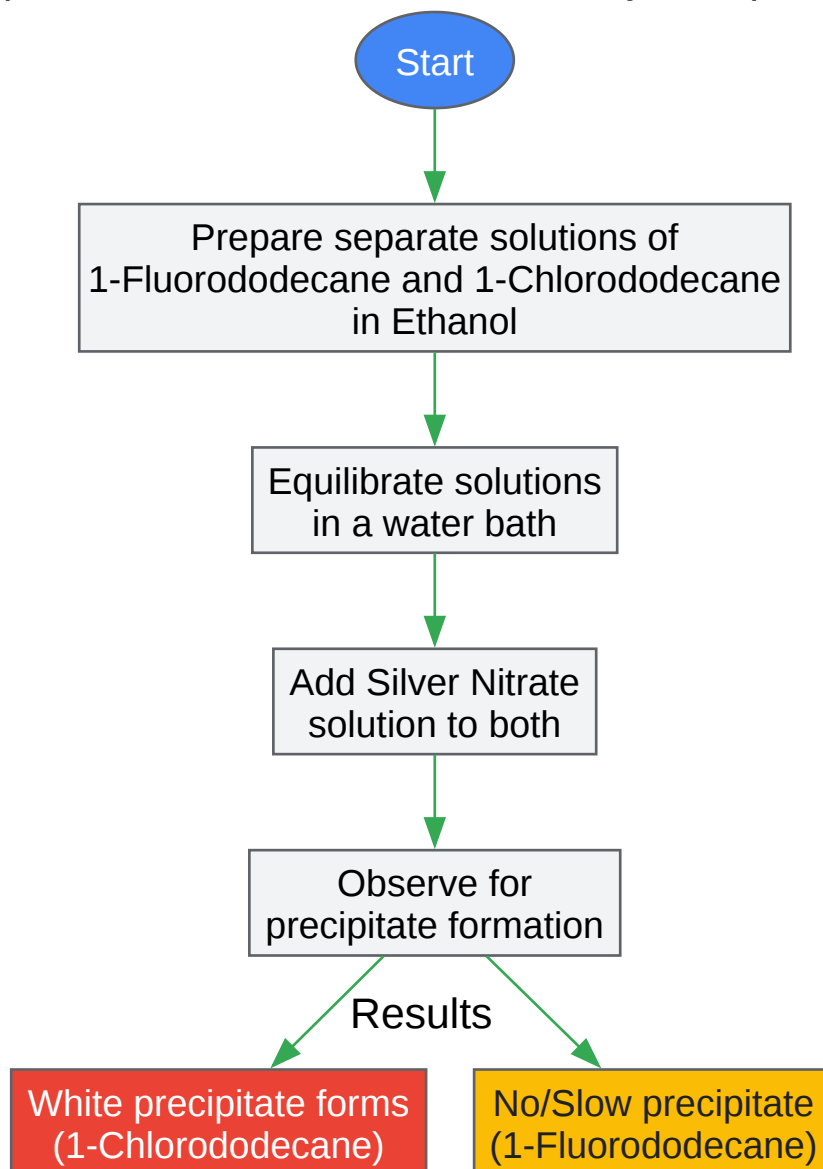 Start
Prepare separate solutions of
1-Fluorododecane and 1-Chlorododecane
in Ethanol
Equilibrate solutions
in a water bath
Add Silver Nitrate
solution to both
Observe for
precipitate formation
Results
White precipitate forms
(1-Chlorododecane)
No/Slow precipitate
(1-Fluorododecane)